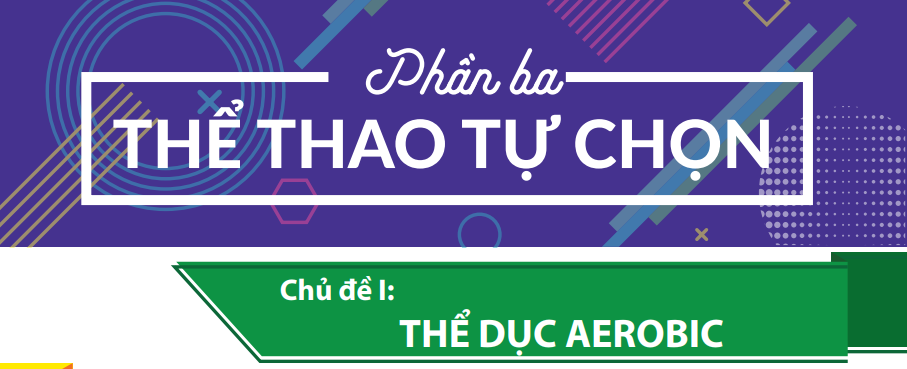 Phần ba
THỂ THAO TỰ CHỌN
Chủ đề I:
THỂ DỤC AEROBIC